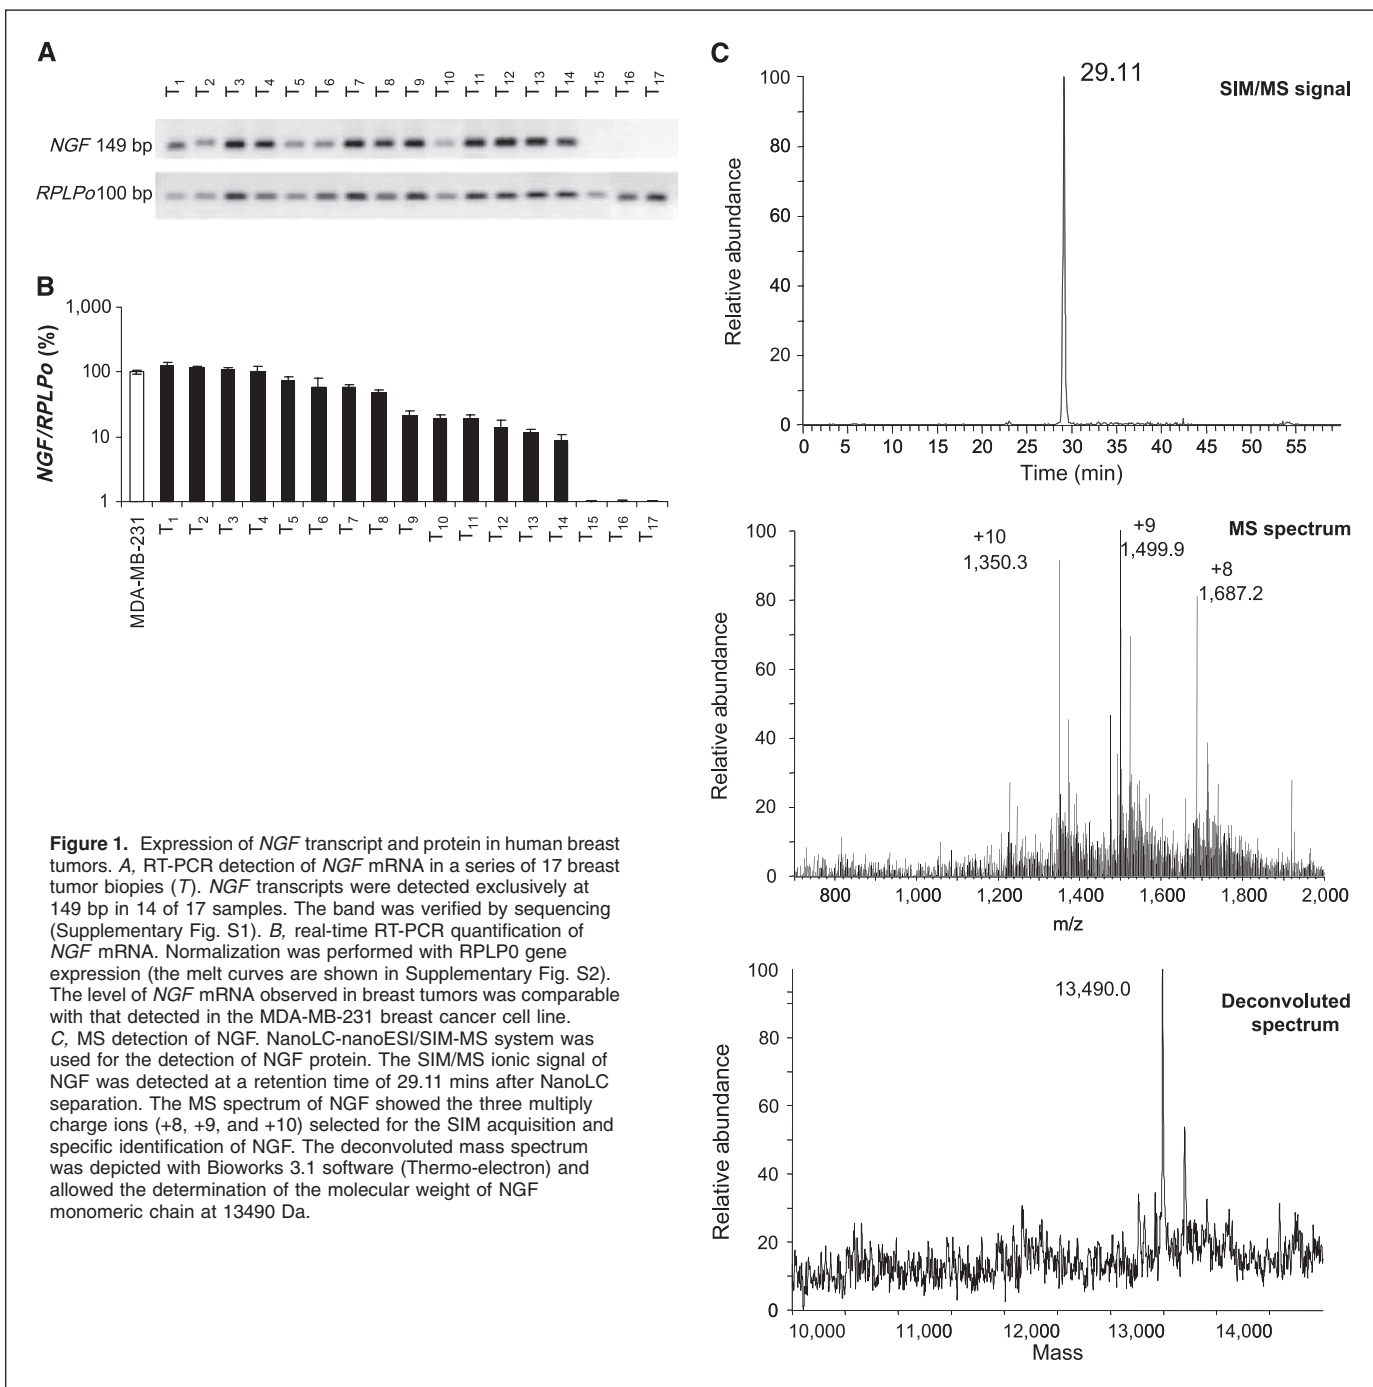 A
T1 T2 T3 T4 T5 T6 T7 T8 T9 T10 T11 T12 T13 T14 T15 T16 T17
NGF 149 bp
RPLPo100 bp
B
NGF/RPLPo (%)
1,000
100
10
1
MDA-MB-231 T1 T2 T3 T4 T5 T6 T7 T8 T9 T10 T11 T12 T13 T14 T15 T16 T17
Figure 1. Expression of NGF transcript and protein in human breast
tumors. A, RT-PCR detection of NGF mRNA in a series of 17 breast
tumor biopies (T). NGF transcripts were detected exclusively at
149 bp in 14 of 17 samples. The band was verified by sequencing
(Supplementary Fig. S1). B, real-time RT-PCR quantification of
NGF mRNA. Normalization was performed with RPLP0 gene
expression (the melt curves are shown in Supplementary Fig. S2).
The level of NGF mRNA observed in breast tumors was comparable
with that detected in the MDA-MB-231 breast cancer cell line.
C, MS detection of NGF. NanoLC-nanoESI/SIM-MS system was
used for the detection of NGF protein. The SIM/MS ionic signal of
NGF was detected at a retention time of 29.11 mins after NanoLC
separation. The MS spectrum of NGF showed the three multiply
charge ions (+8, +9, and +10) selected for the SIM acquisition and
specific identification of NGF. The deconvoluted mass spectrum
was depicted with Bioworks 3.1 software (Thermo-electron) and
allowed the determination of the molecular weight of NGF
monomeric chain at 13490 Da.
C
SIM/MS signal
29.11
Relative abundance
100
80
60
40
20
0
0 5 10 15 20 25 30 35 40 45 50 55
Time (min)
MS spectrum
+10
1,350.3
+9
1,499.9
+8
1,687.2
Relative abundance
100
80
60
40
20
0
800 1,000 1,200 1,400 1,600 1,800 2,000
m/z
Deconvoluted
spectrum
13,490.0
Relative abundance
100
80
60
40
20
0
10,000 11,000 12,000 13,000 14,000
Mass